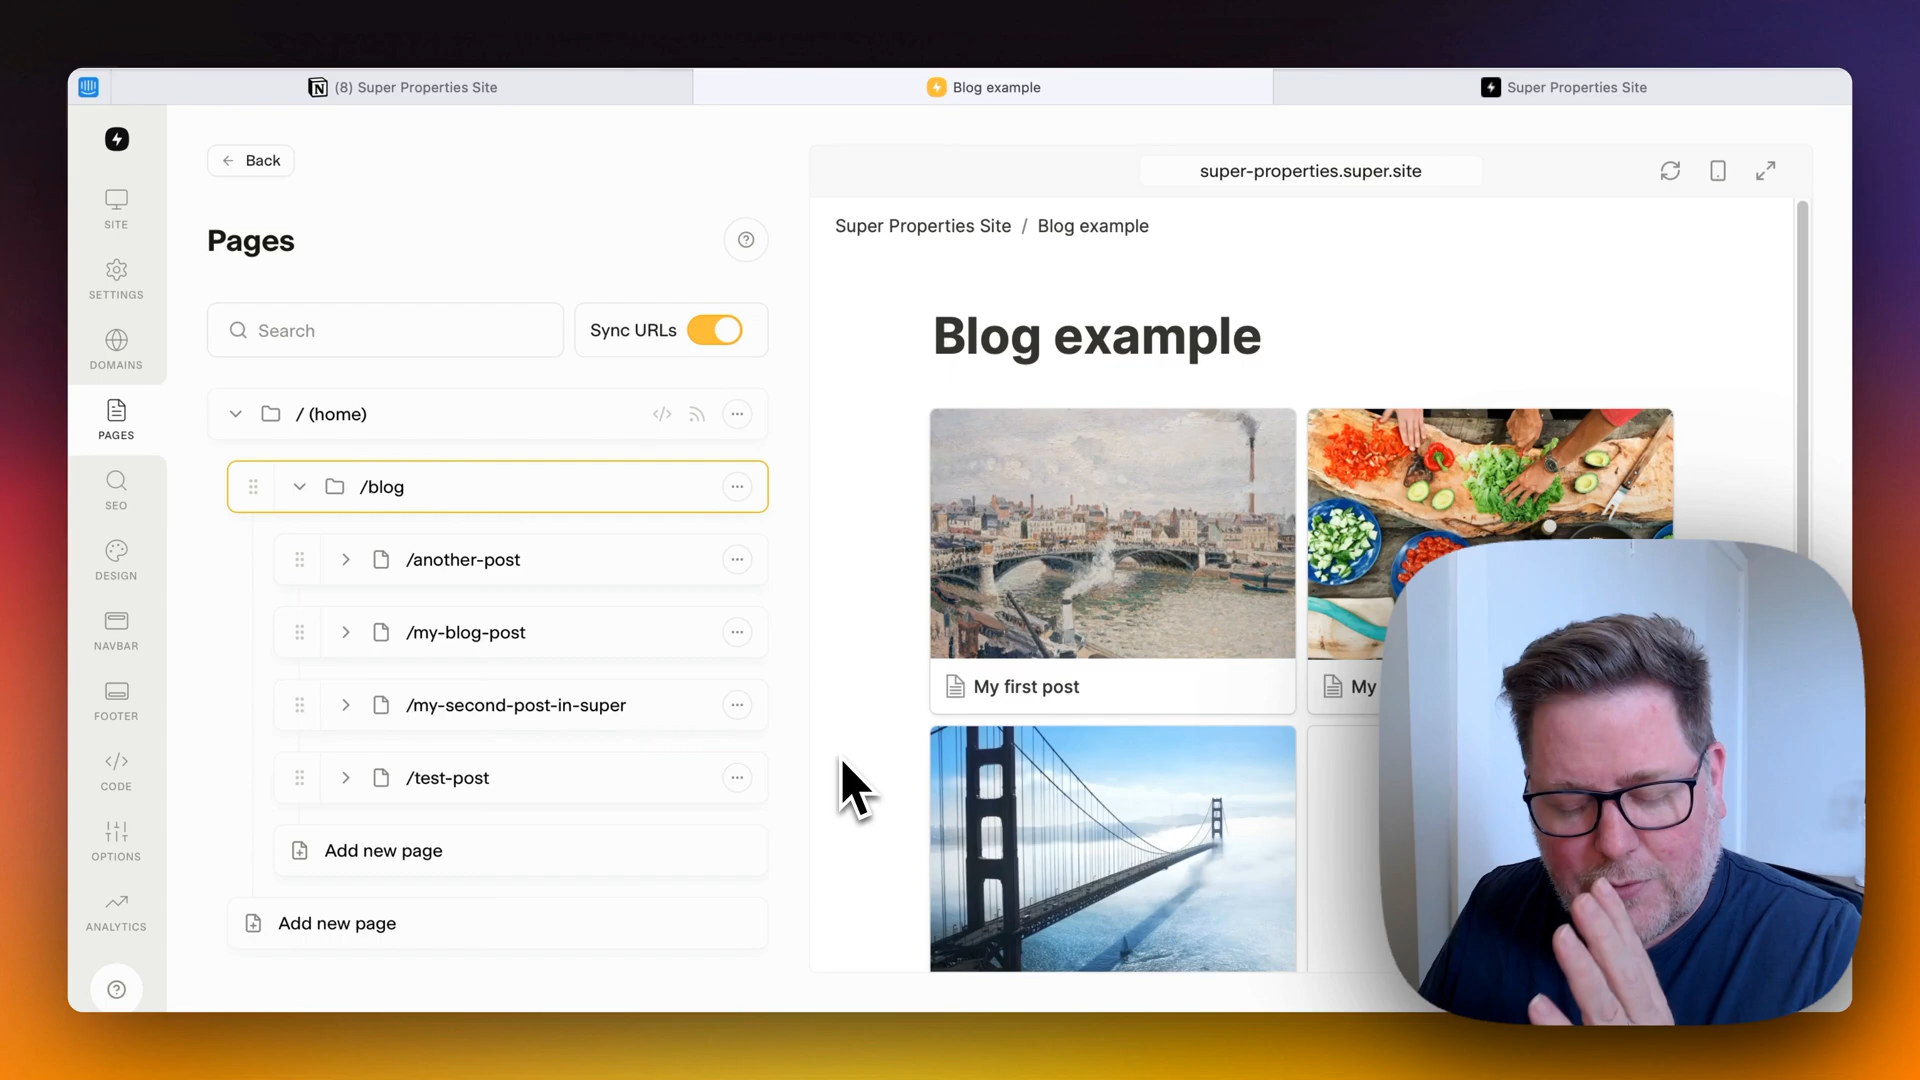 (8) Super Properties Site
Blog example
Super Properties Site
SITE
SETTINGS
DOMAINS
PAGES
SEO
DESIGN
NAVBAR
FOOTER
CODE
OPTIONS
ANALYTICS
Back
Pages
Search
Sync URLs
/ (home)
/blog
/another-post
/my-blog-post
/my-second-post-in-super
/test-post
Add new page
Add new page
super-properties.super.site
Super Properties Site / Blog example
Blog example
My first post
My